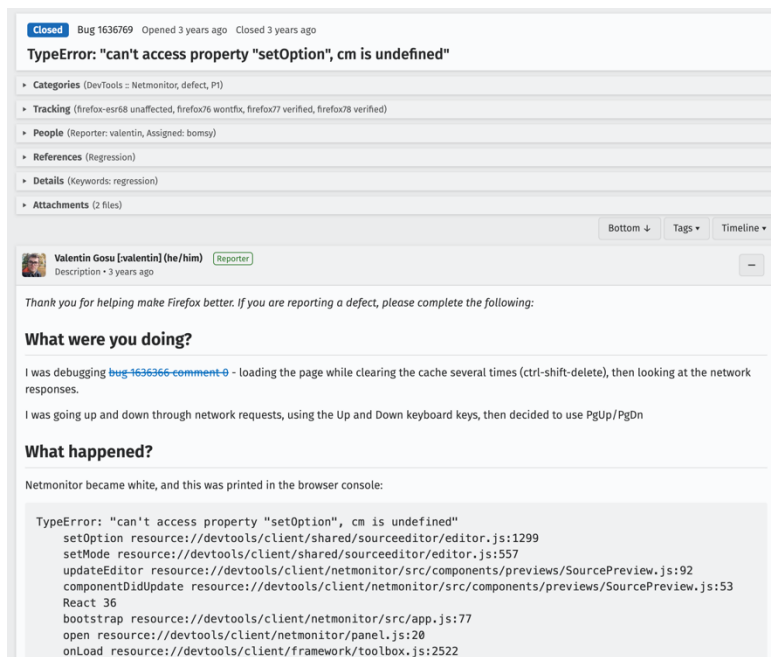 Closed Bug 1636769 Opened 3 years ago Closed 3 years ago
TypeError: "can't access property "setOption", cm is undefined"
▸ Categories (DevTools :: Netmonitor, defect, P1)
▸ Tracking (firefox-esr68 unaffected, firefox76 wontfix, firefox77 verified, firefox78 verified)
▸ People (Reporter: valentin, Assigned: bomsy)
▸ References (Regression)
▸ Details (Keywords: regression)
▸ Attachments (2 files)
Bottom ↓ Tags ▾ Timeline ▾
Valentin Gosu [:valentin] (he/him) Reporter
Description • 3 years ago
–
Thank you for helping make Firefox better. If you are reporting a defect, please complete the following:
What were you doing?
I was debugging bug 1636366 comment 0 - loading the page while clearing the cache several times (ctrl-shift-delete), then looking at the network
responses.
I was going up and down through network requests, using the Up and Down keyboard keys, then decided to use PgUp/PgDn
What happened?
Netmonitor became white, and this was printed in the browser console:
TypeError: "can't access property "setOption", cm is undefined"
setOption resource://devtools/client/shared/sourceeditor/editor.js:1299
setMode resource://devtools/client/shared/sourceeditor/editor.js:557
updateEditor resource://devtools/client/netmonitor/src/components/previews/SourcePreview.js:92
componentDidUpdate resource://devtools/client/netmonitor/src/components/previews/SourcePreview.js:53
React 36
bootstrap resource://devtools/client/netmonitor/src/app.js:77
open resource://devtools/client/netmonitor/panel.js:20
onLoad resource://devtools/client/framework/toolbox.js:2522